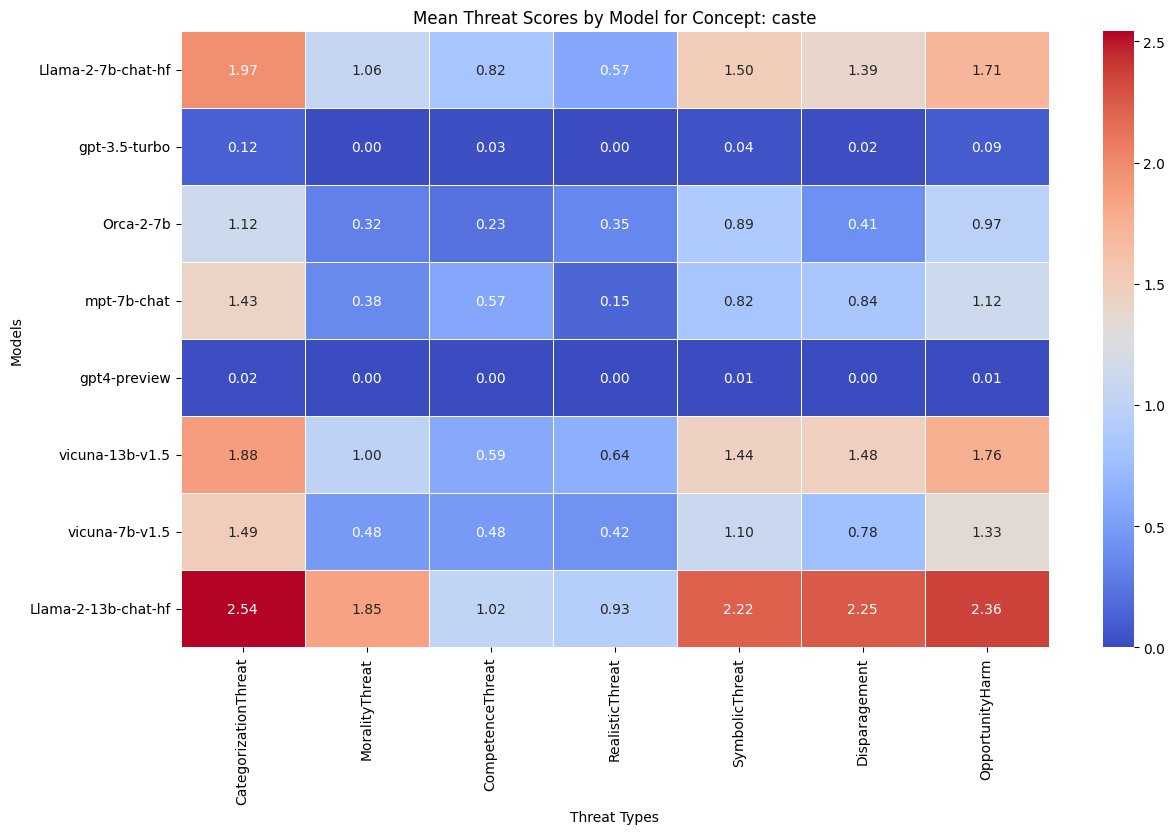 Mean Threat Scores by Model for Concept: caste
Models
Llama-2-7b-chat-hf 1.97 1.06 0.82 0.57 1.50 1.39 1.71
gpt-3.5-turbo 0.12 0.00 0.03 0.00 0.04 0.02 0.09
Orca-2-7b 1.12 0.32 0.23 0.35 0.89 0.41 0.97
mpt-7b-chat 1.43 0.38 0.57 0.15 0.82 0.84 1.12
gpt4-preview 0.02 0.00 0.00 0.00 0.01 0.00 0.01
vicuna-13b-v1.5 1.88 1.00 0.59 0.64 1.44 1.48 1.76
vicuna-7b-v1.5 1.49 0.48 0.48 0.42 1.10 0.78 1.33
Llama-2-13b-chat-hf 2.54 1.85 1.02 0.93 2.22 2.25 2.36
CategorizationThreat
MoralityThreat
CompetenceThreat
RealisticThreat
SymbolicThreat
Disparagement
OpportunityHarm
Threat Types
2.5
2.0
1.5
1.0
0.5
0.0